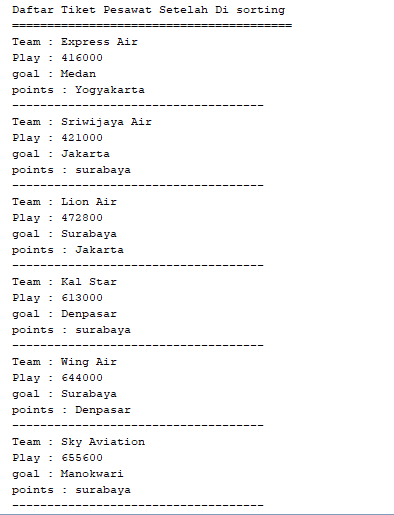 Daftar Tiket Pesawat Setelah Di sorting
========================================
Team : Express Air
Play : 416000
goal : Medan
points : Yogyakarta
------------------------------------
Team : Sriwijaya Air
Play : 421000
goal : Jakarta
points : surabaya
------------------------------------
Team : Lion Air
Play : 472800
goal : Surabaya
points : Jakarta
------------------------------------
Team : Kal Star
Play : 613000
goal : Denpasar
points : surabaya
------------------------------------
Team : Wing Air
Play : 644000
goal : Surabaya
points : Denpasar
------------------------------------
Team : Sky Aviation
Play : 655600
goal : Manokwari
points : surabaya
------------------------------------